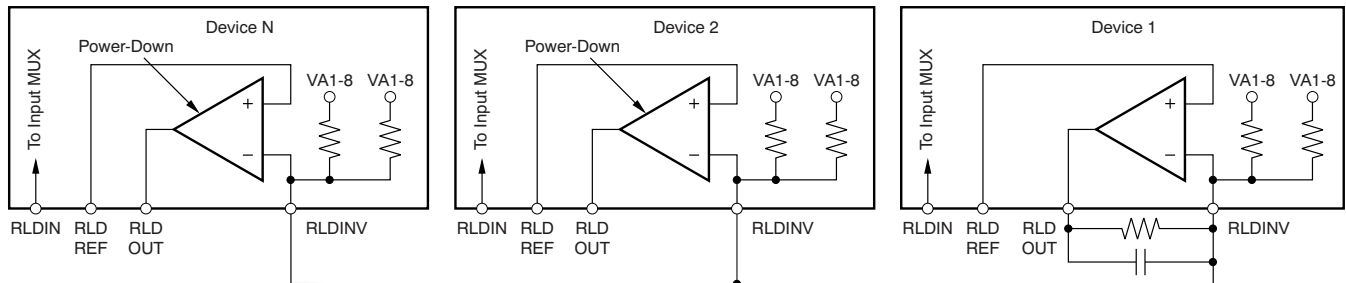 Device N
Power-Down
To Input MUX
VA1-8 VA1-8
+
−
RLDIN
RLD
REF
RLD
OUT
RLDINV
Device 2
Power-Down
To Input MUX
VA1-8 VA1-8
+
−
RLDIN
RLD
REF
RLD
OUT
RLDINV
Device 1
To Input MUX
VA1-8 VA1-8
+
−
RLDIN
RLD
REF
RLD
OUT
RLDINV